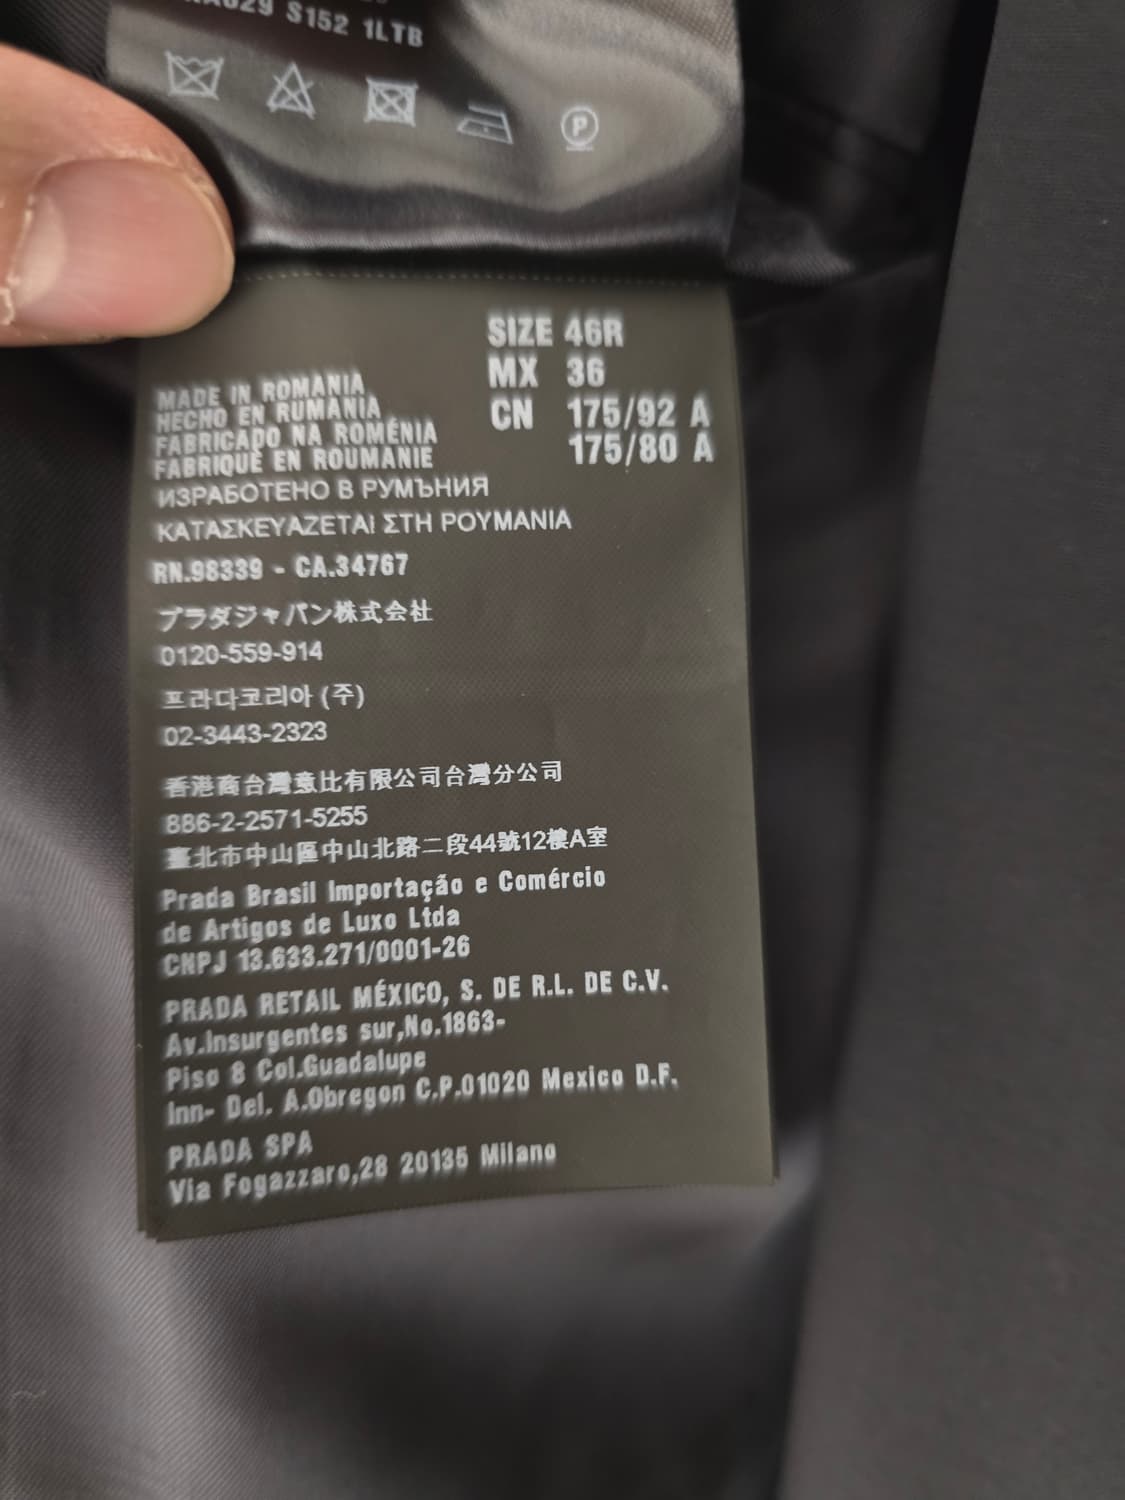 S152 1LTB
P
SIZE 46R
MX 36
CN 175/92 A
175/80 A
MADE IN ROMANIA
HECHO EN RUMANIA
FABRICADO NA ROMÉNIA
FABRIQUÈ EN ROUMANIE
ИЗРАБОТЕНО В РУМЪНИЯ
ΚΑΤΑΣΚΕΥΑΖΕΤΑΙ ΣΤΗ ΡΟΥΜΑΝΙΑ
RN.98339 - CA.34767
プラダジャパン株式会社
0120-559-914
프라다코리아 (주)
02-3443-2323
香港商台灣意比有限公司台灣分公司
886-2-2571-5255
臺北市中山區中山北路二段44號12樓A室
Prada Brasil Importação e Comércio
de Artigos de Luxo Ltda
CNPJ 13.633.271/0001-26
PRADA RETAIL MÉXICO, S. DE R.L. DE C.V.
Av.Insurgentes sur,No.1863-
Piso 8 Col.Guadalupe
Inn- Del. A.Obregon C.P.01020 Mexico D.F.
PRADA SPA
Via Fogazzaro,28 20135 Milano